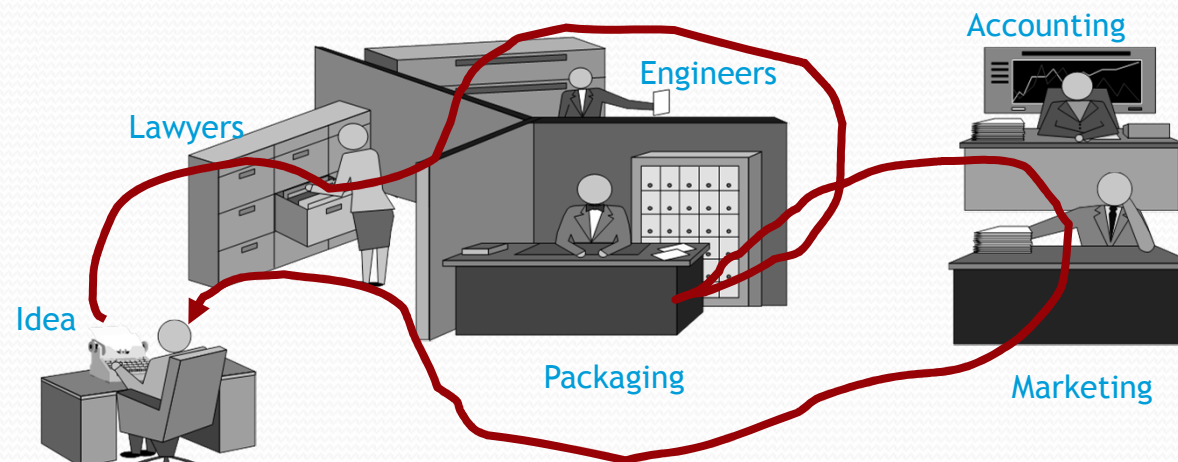 Accounting
Engineers
Lawyers
Idea
Packaging
Marketing